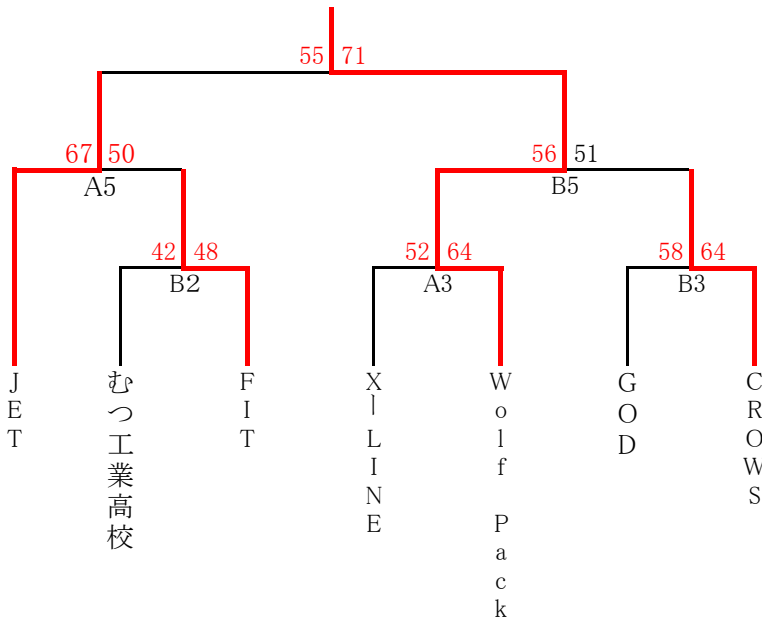 55 71
67 50
56 51
A5
B5
42 48
52 64
58 64
B2
A3
B3
JET
むつ工業高校
FIT
X－LINE
Wolf Pack
GOD
CROWS